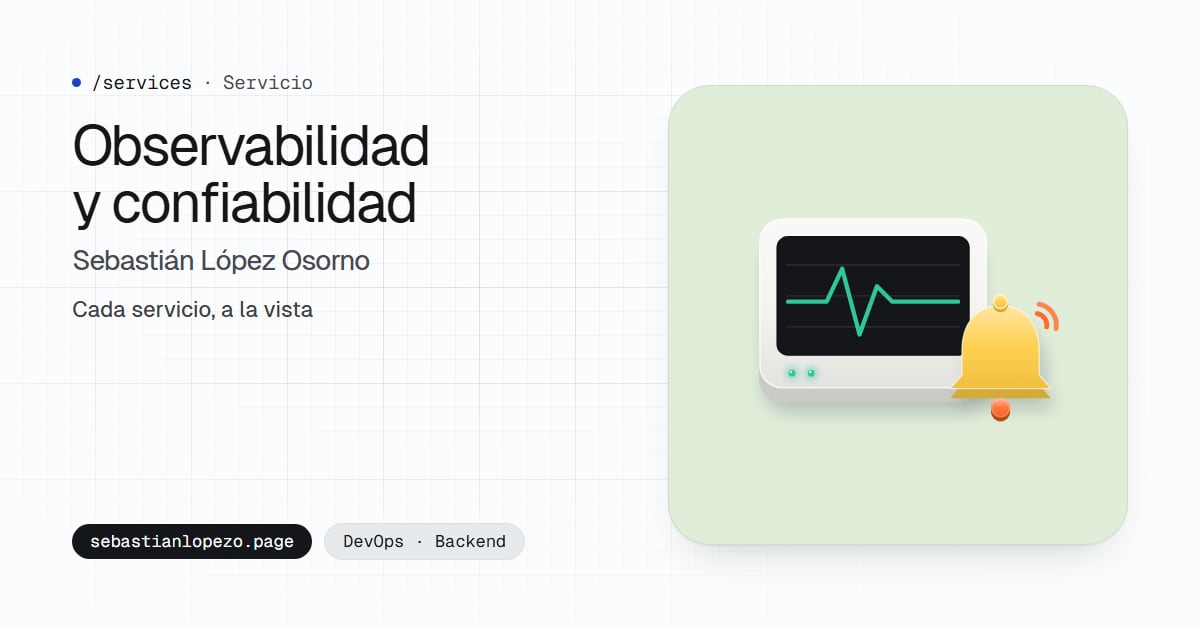 /services · Servicio
Observabilidad
y confiabilidad
Sebastián López Osorno
Cada servicio, a la vista
sebastianlopezo.page
DevOps · Backend